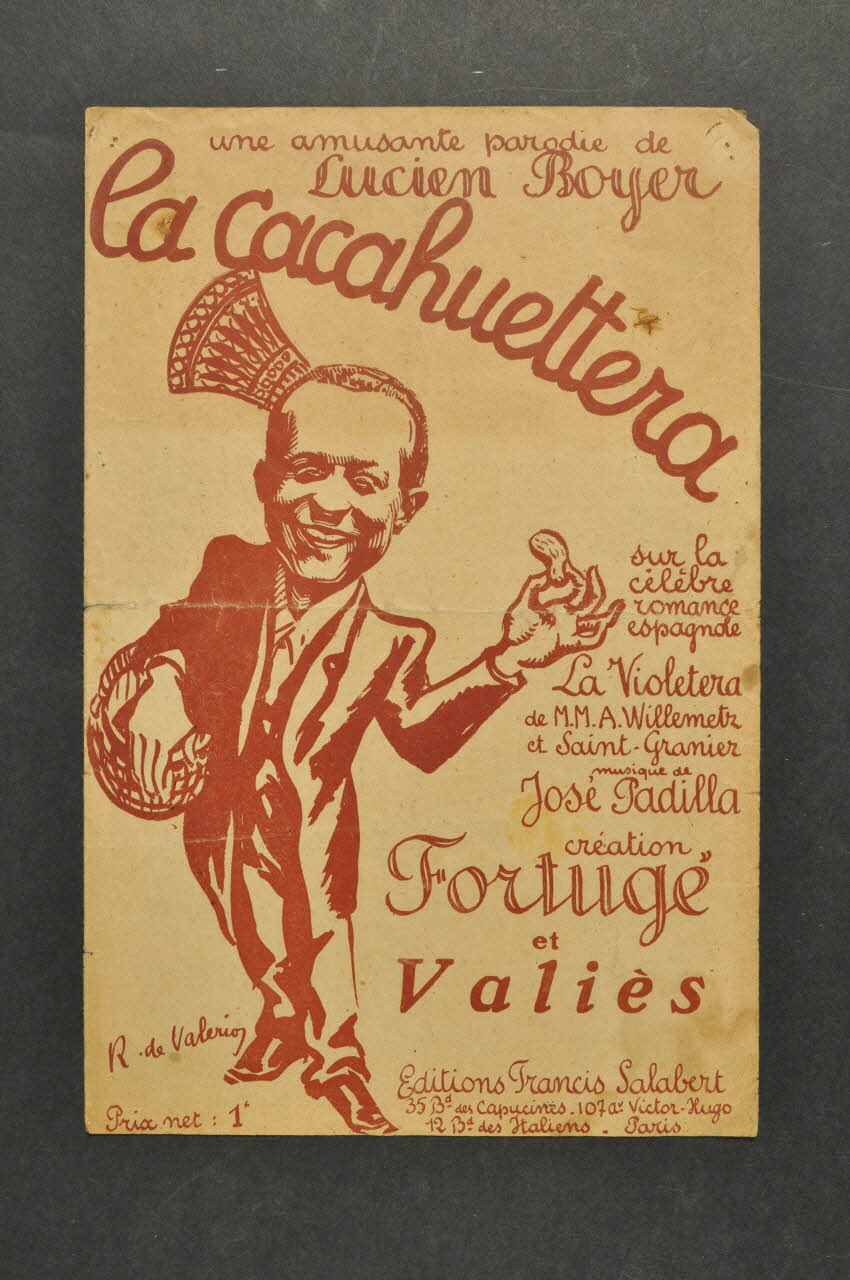 une amusante parodie de
Lucien Boyer
la cacahuettera
sur la
célèbre
romance
espagnole
La Violetera
de M.M.A. Willemetz
et Saint-Granier
musique de
José Padilla
création
Fortugé
et
Valiès
R. de Valerio
Editions Francis Salabert
35 Bd des Capucines - 107 av Victor-Hugo
12 Bd des Italiens - Paris
Prix net : 1f